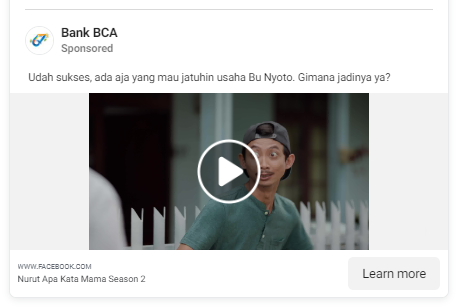 Bank BCA
Sponsored
Udah sukses, ada aja yang mau jatuhin usaha Bu Nyoto. Gimana jadinya ya?
WWW.FACEBOOK.COM
Nurut Apa Kata Mama Season 2
Learn more